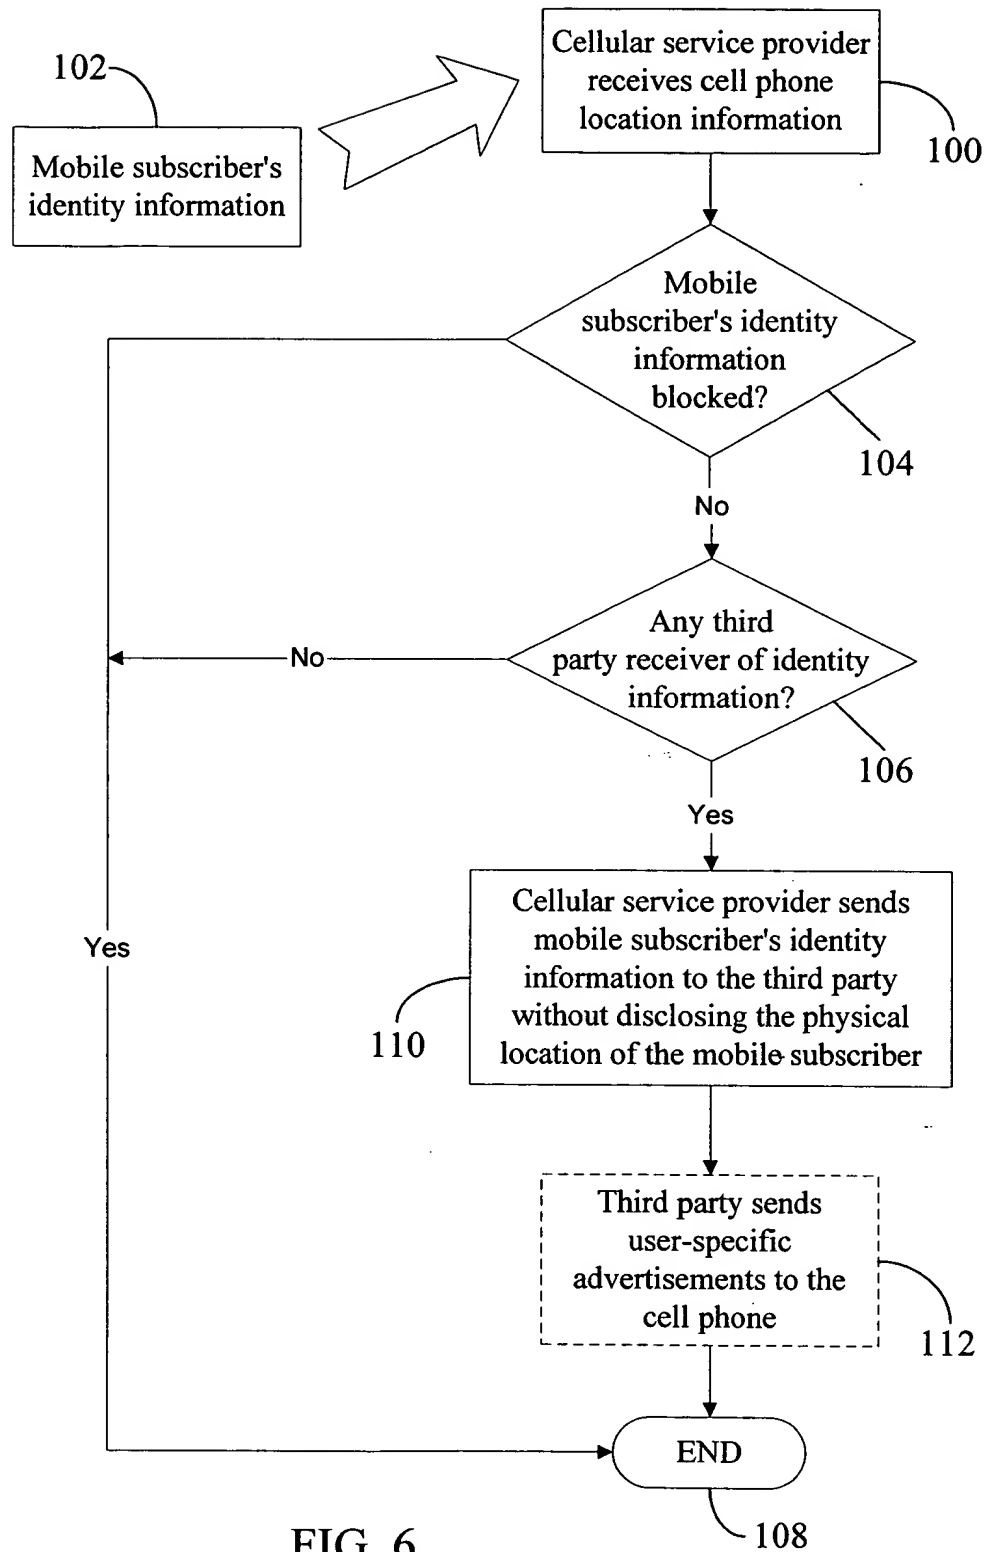 Cellular service provider
receives cell phone
location information
100
102
Mobile subscriber's
identity information
Mobile
subscriber's identity
information
blocked?
104
No
Any third
party receiver of identity
information?
106
No
Yes
Yes
Cellular service provider sends
mobile subscriber's identity
information to the third party
without disclosing the physical
location of the mobile subscriber
110
Third party sends
user-specific
advertisements to the
cell phone
112
END
108
FIG. 6